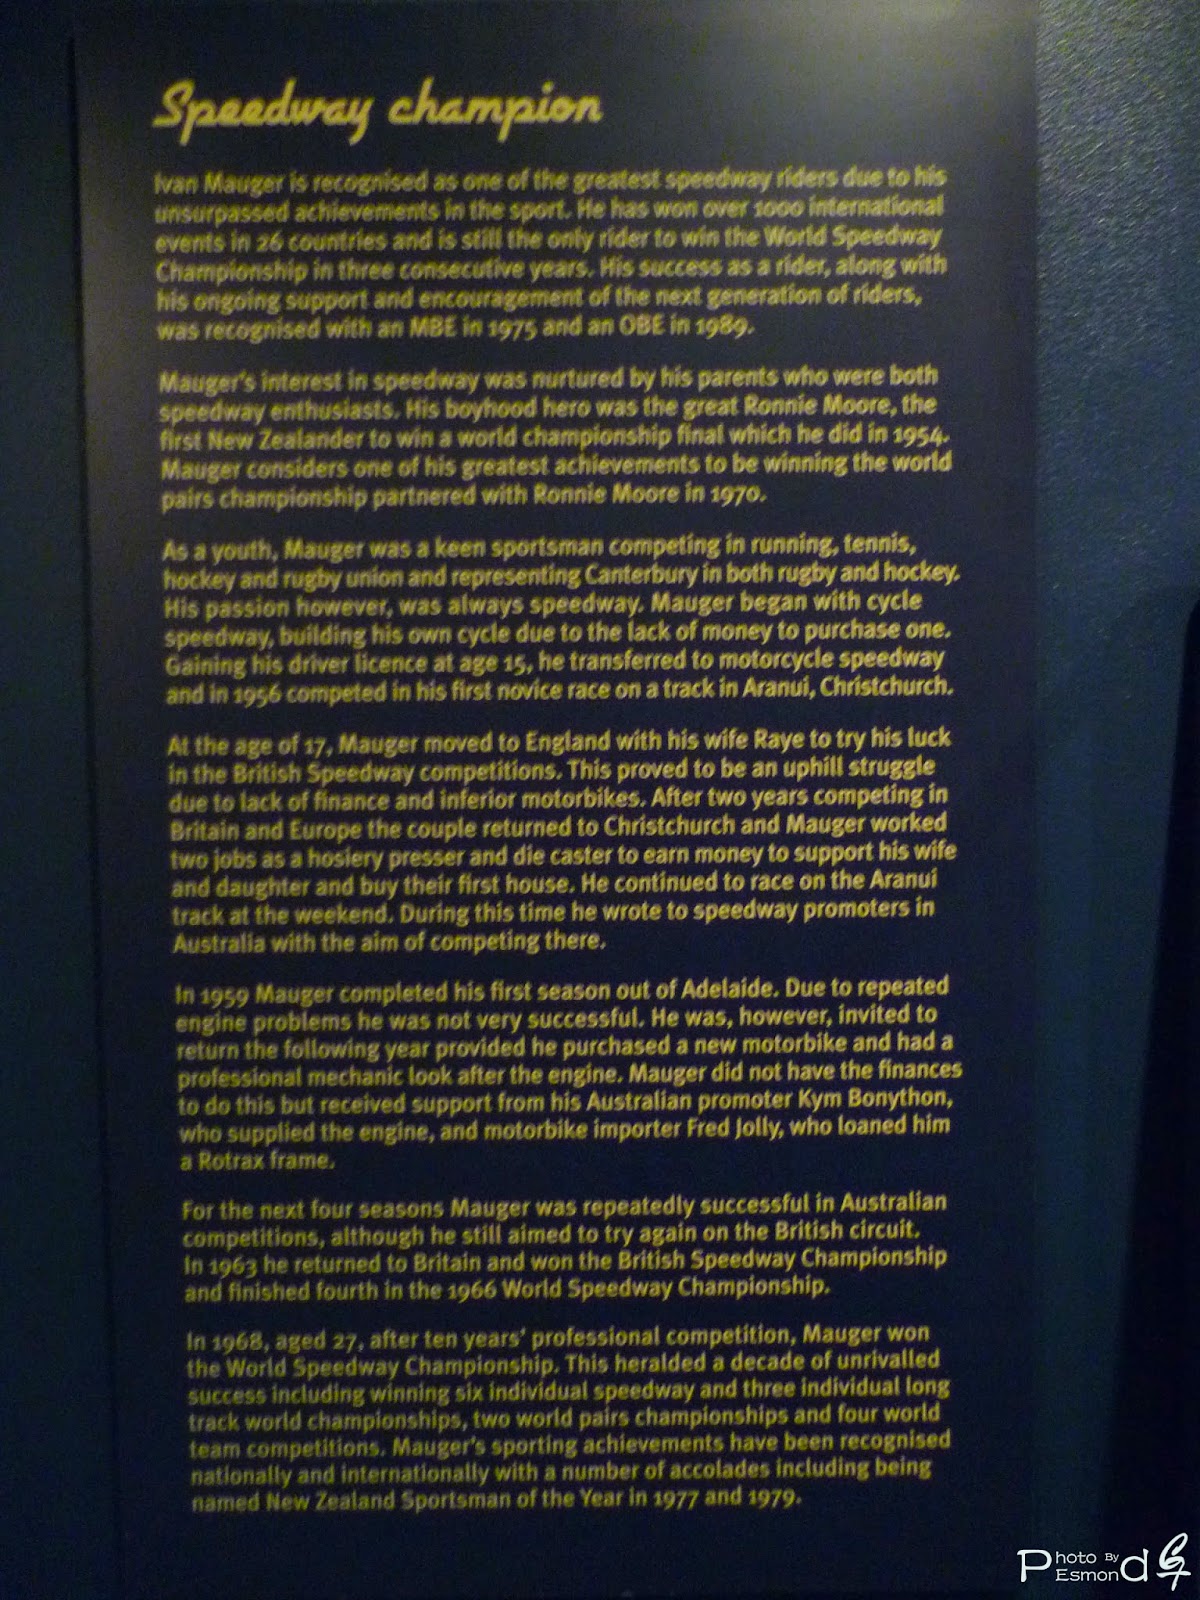 Speedway champion
Ivan Mauger is recognised as one of the greatest speedway riders due to his
unsurpassed achievements in the sport. He has won over 1000 international
events in 26 countries and is still the only rider to win the World Speedway
Championship in three consecutive years. His success as a rider, along with
his ongoing support and encouragement of the next generation of riders,
was recognised with an MBE in 1975 and an OBE in 1989.
Mauger's interest in speedway was nurtured by his parents who were both
speedway enthusiasts. His boyhood hero was the great Ronnie Moore, the
first New Zealander to win a world championship final which he did in 1954.
Mauger considers one of his greatest achievements to be winning the world
pairs championship partnered with Ronnie Moore in 1970.
As a youth, Mauger was a keen sportsman competing in running, tennis,
hockey and rugby union and representing Canterbury in both rugby and hockey.
His passion however, was always speedway. Mauger began with cycle
speedway, building his own cycle due to the lack of money to purchase one.
Gaining his driver licence at age 15, he transferred to motorcycle speedway
and in 1956 competed in his first novice race on a track in Aranui, Christchurch.
At the age of 17, Mauger moved to England with his wife Raye to try his luck
in the British Speedway competitions. This proved to be an uphill struggle
due to lack of finance and inferior motorbikes. After two years competing in
Britain and Europe the couple returned to Christchurch and Mauger worked
two jobs as a hosiery presser and die caster to earn money to support his wife
and daughter and buy their first house. He continued to race on the Aranui
track at the weekend. During this time he wrote to speedway promoters in
Australia with the aim of competing there.
In 1959 Mauger completed his first season out of Adelaide. Due to repeated
engine problems he was not very successful. He was, however, invited to
return the following year provided he purchased a new motorbike and had a
professional mechanic look after the engine. Mauger did not have the finances
to do this but received support from his Australian promoter Kym Bonython,
who supplied the engine, and motorbike importer Fred Jolly, who loaned him
a Rotrax frame.
For the next four seasons Mauger was repeatedly successful in Australian
competitions, although he still aimed to try again on the British circuit.
In 1963 he returned to Britain and won the British Speedway Championship
and finished fourth in the 1966 World Speedway Championship.
In 1968, aged 27, after ten years' professional competition, Mauger won
the World Speedway Championship. This heralded a decade of unrivalled
success including winning six individual speedway and three individual long
track world championships, two world pairs championships and four world
team competitions. Mauger's sporting achievements have been recognised
nationally and internationally with a number of accolades including being
named New Zealand Sportsman of the Year in 1977 and 1979.
Photo By
Esmond